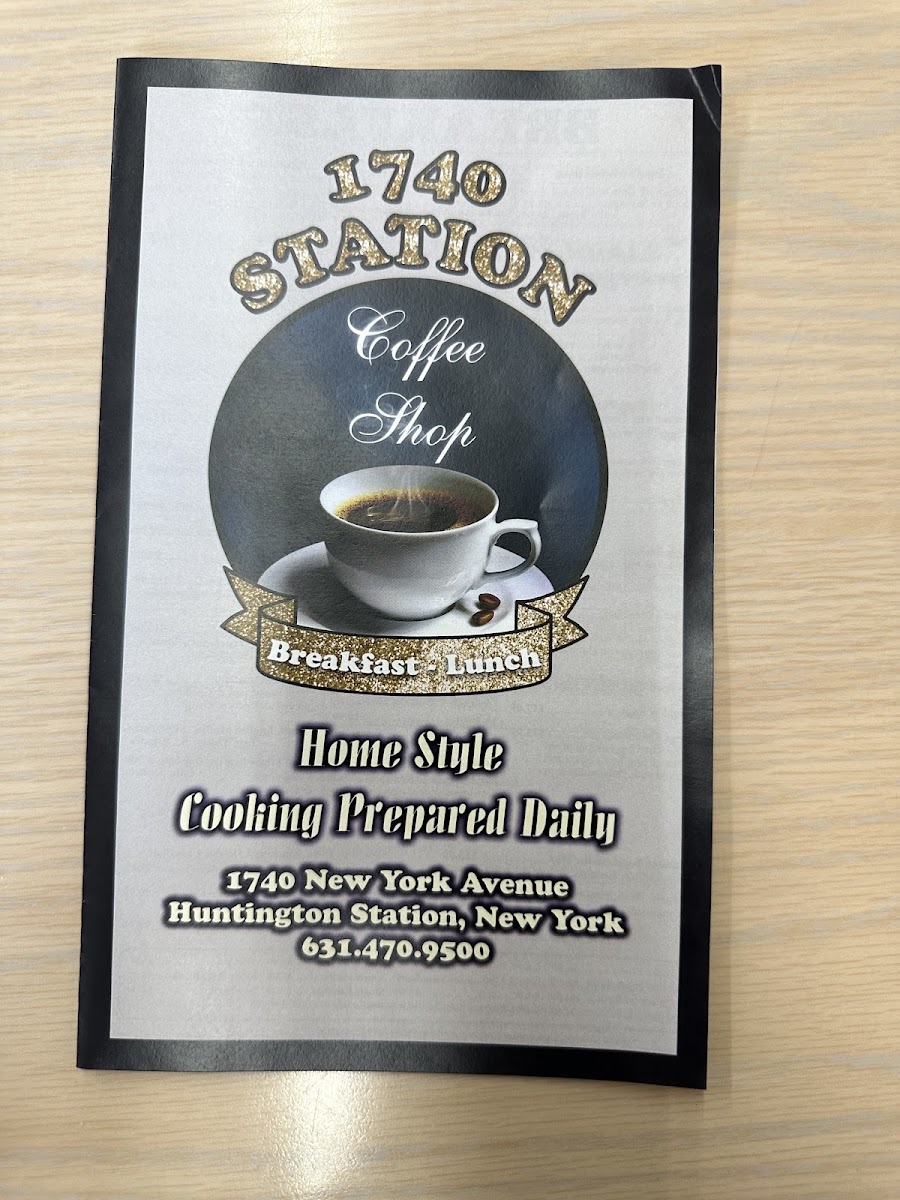 1740
STATION
Coffee
Shop
Breakfast - Lunch
Home Style
Cooking Prepared Daily
1740 New York Avenue
Huntington Station, New York
631.470.9500